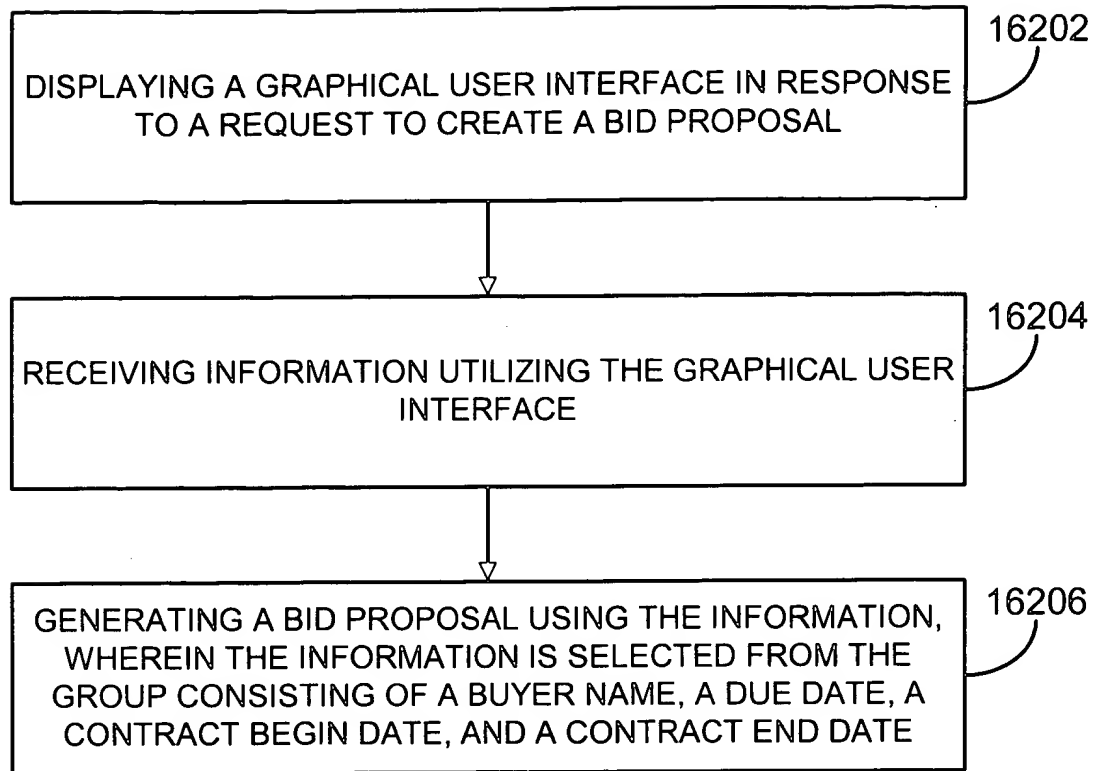 16202
DISPLAYING A GRAPHICAL USER INTERFACE IN RESPONSE
TO A REQUEST TO CREATE A BID PROPOSAL
16204
RECEIVING INFORMATION UTILIZING THE GRAPHICAL USER
INTERFACE
16206
GENERATING A BID PROPOSAL USING THE INFORMATION,
WHEREIN THE INFORMATION IS SELECTED FROM THE
GROUP CONSISTING OF A BUYER NAME, A DUE DATE, A
CONTRACT BEGIN DATE, AND A CONTRACT END DATE